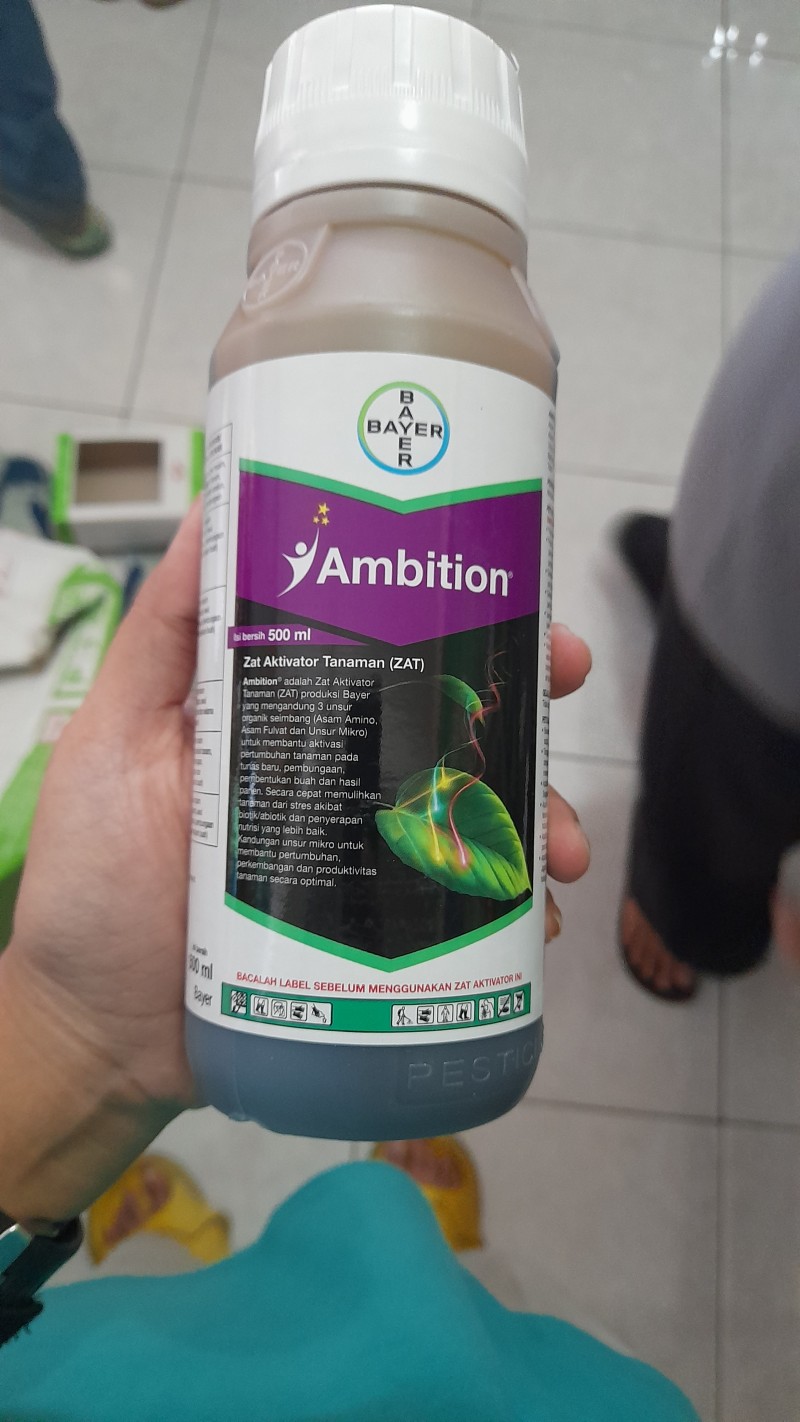 BAYER
BAYER
Ambition®
Isi bersih 500 ml
Zat Aktivator Tanaman (ZAT)
Ambition® adalah Zat Aktivator
Tanaman (ZAT) produksi Bayer
yang mengandung 3 unsur
organik seimbang (Asam Amino,
Asam Fulvat dan Unsur Mikro)
untuk membantu aktivasi
pertumbuhan tanaman pada
tunas baru, pembungaan,
pembentukan buah dan hasil
panen. Secara cepat memulihkan
tanaman dari stres akibat
biotik/abiotik dan penyerapan
nutrisi yang lebih baik.
Kandungan unsur mikro untuk
membantu pertumbuhan,
perkembangan dan produktivitas
tanaman secara optimal.
BACALAH LABEL SEBELUM MENGGUNAKAN ZAT AKTIVATOR INI
500 ml
Bayer